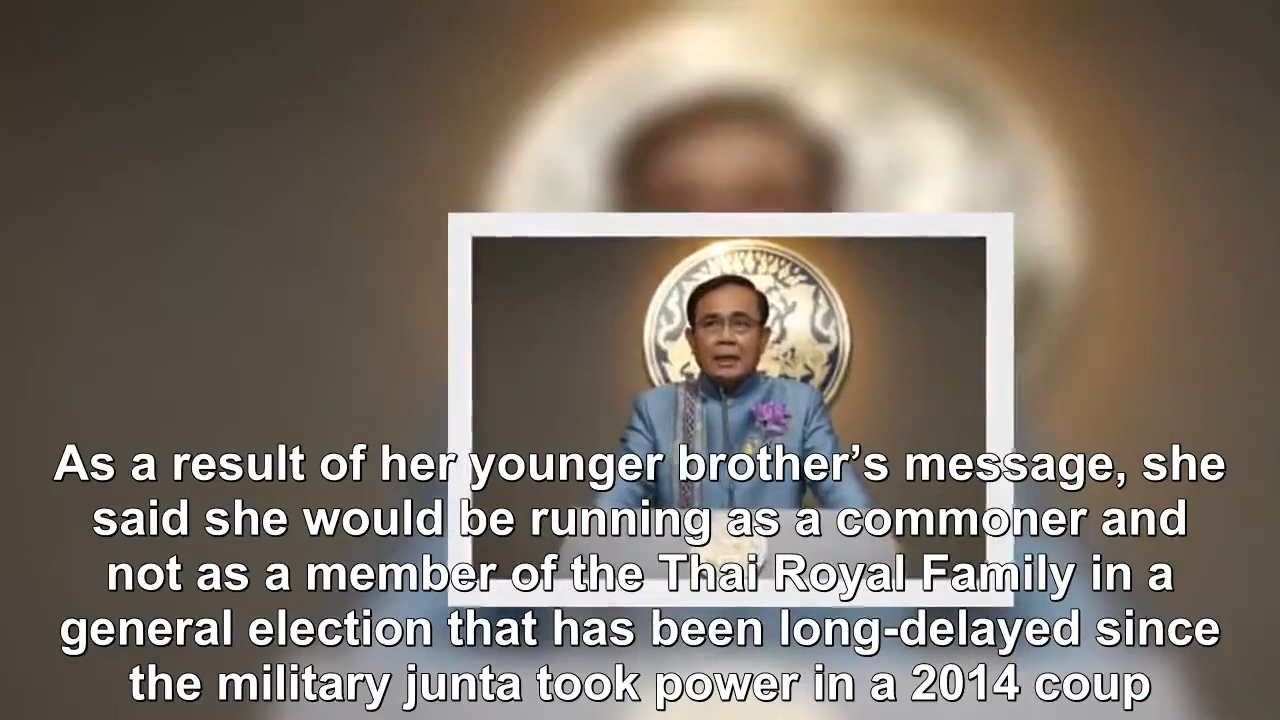 As a result of her younger brother’s message, she
said she would be running as a commoner and
not as a member of the Thai Royal Family in a
general election that has been long-delayed since
the military junta took power in a 2014 coup